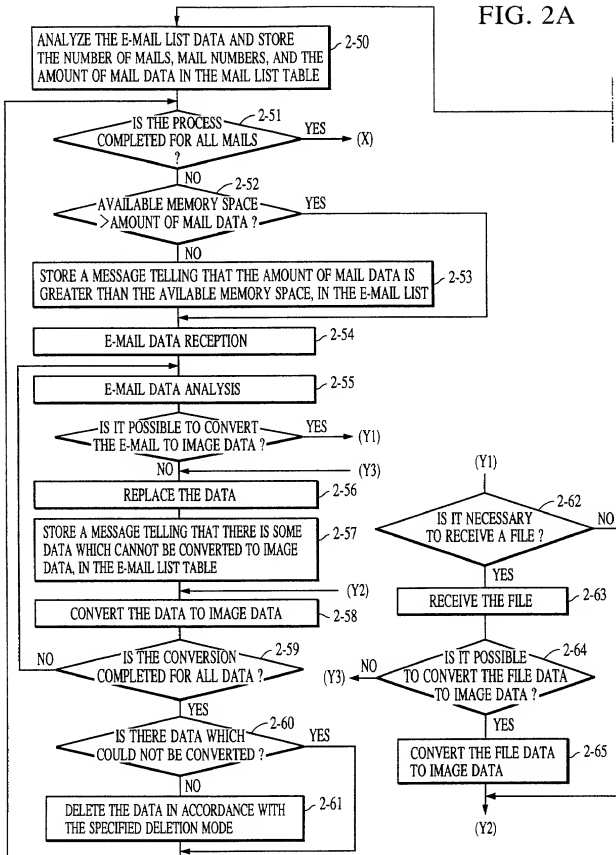 FIG. 2A
ANALYZE THE E-MAIL LIST DATA AND STORE
THE NUMBER OF MAILS, MAIL NUMBERS, AND THE
AMOUNT OF MAIL DATA IN THE MAIL LIST TABLE
2-50
2-51
IS THE PROCESS
COMPLETED FOR ALL MAILS
?
YES
(X)
NO
2-52
AVAILABLE MEMORY SPACE
>AMOUNT OF MAIL DATA ?
YES
NO
STORE A MESSAGE TELLING THAT THE AMOUNT OF MAIL DATA IS
GREATER THAN THE AVILABLE MEMORY SPACE, IN THE E-MAIL LIST
2-53
E-MAIL DATA RECEPTION
2-54
E-MAIL DATA ANALYSIS
2-55
IS IT POSSIBLE TO CONVERT
THE E-MAIL TO IMAGE DATA ?
YES
(Y1)
NO
(Y3)
REPLACE THE DATA
2-56
STORE A MESSAGE TELLING THAT THERE IS SOME
DATA WHICH CANNOT BE CONVERTED TO IMAGE
DATA, IN THE E-MAIL LIST TABLE
2-57
(Y2)
CONVERT THE DATA TO IMAGE DATA
2-58
2-59
IS THE CONVERSION
COMPLETED FOR ALL DATA ?
NO
YES
2-60
IS THERE DATA WHICH
COULD NOT BE CONVERTED ?
YES
NO
DELETE THE DATA IN ACCORDANCE WITH
THE SPECIFIED DELETION MODE
2-61
(Y1)
2-62
IS IT NECESSARY
TO RECEIVE A FILE ?
NO
YES
RECEIVE THE FILE
2-63
2-64
IS IT POSSIBLE
TO CONVERT THE FILE DATA
TO IMAGE DATA ?
NO
(Y3)
YES
CONVERT THE FILE DATA
TO IMAGE DATA
2-65
(Y2)